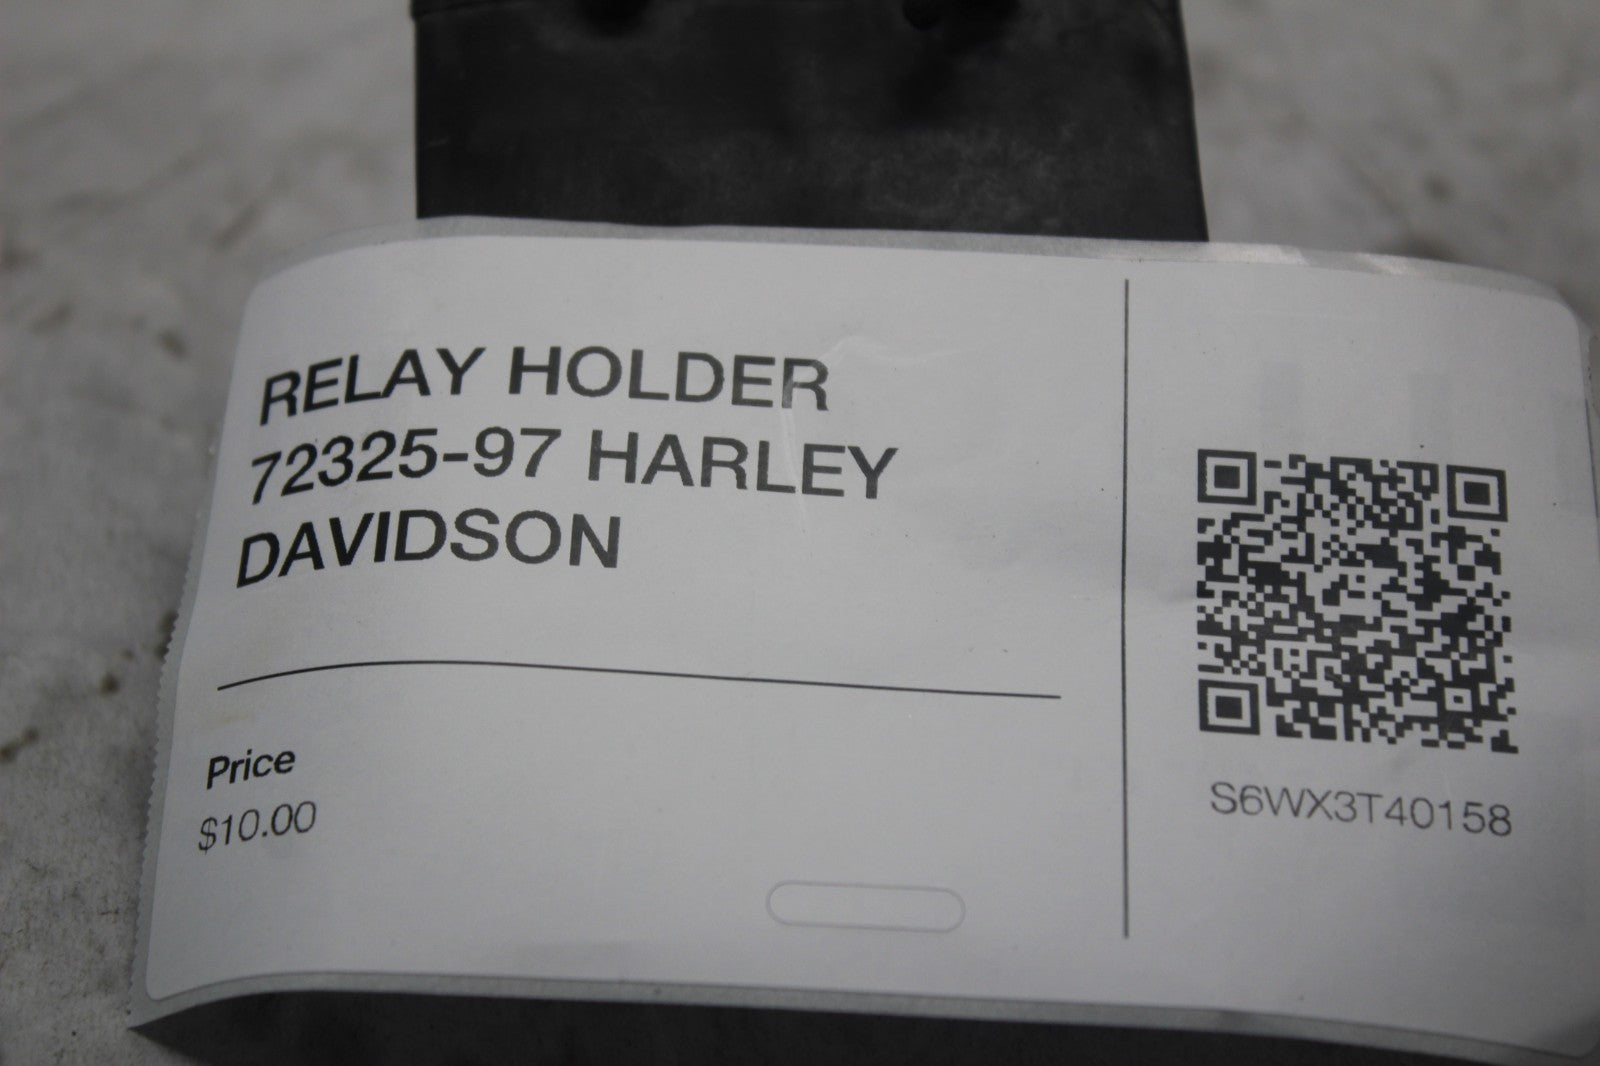 RELAY HOLDER
72325-97 HARLEY
DAVIDSON
Price
$10.00
S6WX3T40158